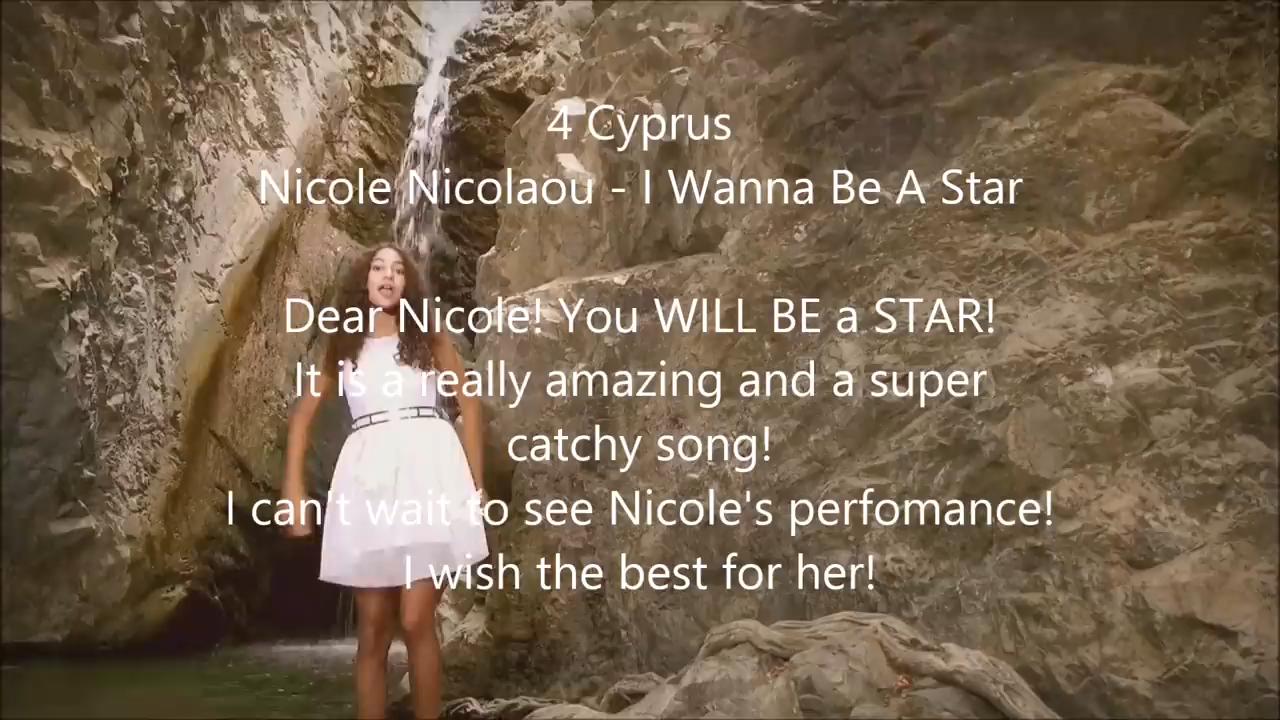 4 Cyprus
Nicole Nicolaou - I Wanna Be A Star
Dear Nicole! You WILL BE a STAR!
It is a really amazing and a super
catchy song!
I can't wait to see Nicole's perfomance!
I wish the best for her!